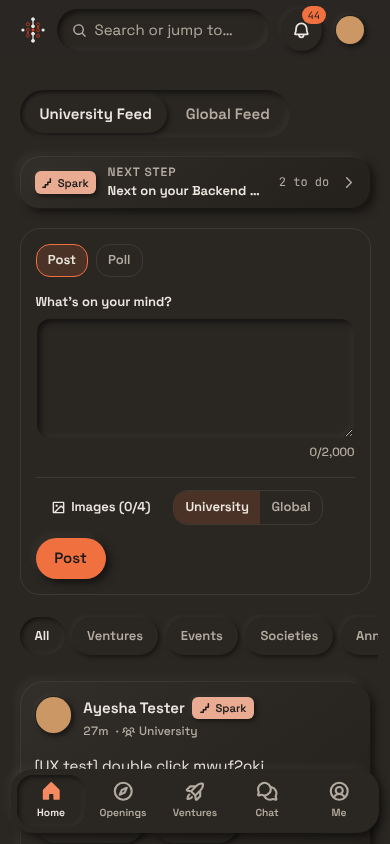 Search or jump to...
44
University Feed
Global Feed
Spark
NEXT STEP
Next on your Backend ...
2 to do
Post
Poll
What's on your mind?
0/2,000
Images (0/4)
University
Global
Post
All
Ventures
Events
Societies
Ann
Ayesha Tester
Spark
27m · University
[UX test] double click mwuf2oki
Home
Openings
Ventures
Chat
Me